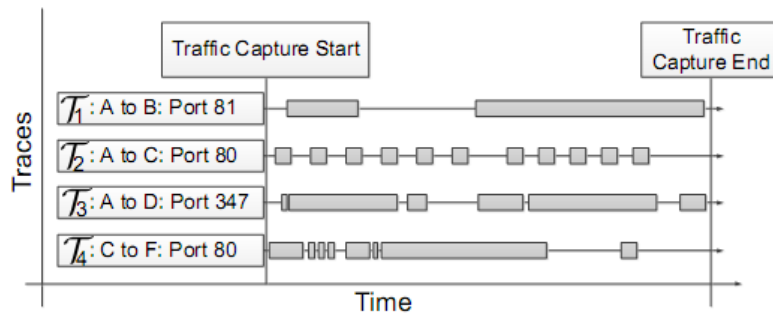 Traffic Capture Start
Traffic
Capture End
Traces
T1: A to B: Port 81
T2: A to C: Port 80
T3: A to D: Port 347
T4: C to F: Port 80
Time